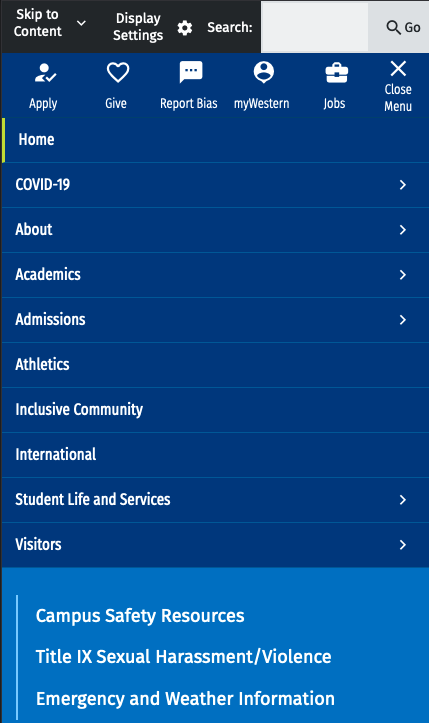 Skip to
Content
Display
Settings
Search:
Go
Apply
Give
Report Bias
myWestern
Jobs
Close
Menu
Home
COVID-19
About
Academics
Admissions
Athletics
Inclusive Community
International
Student Life and Services
Visitors
Campus Safety Resources
Title IX Sexual Harassment/Violence
Emergency and Weather Information